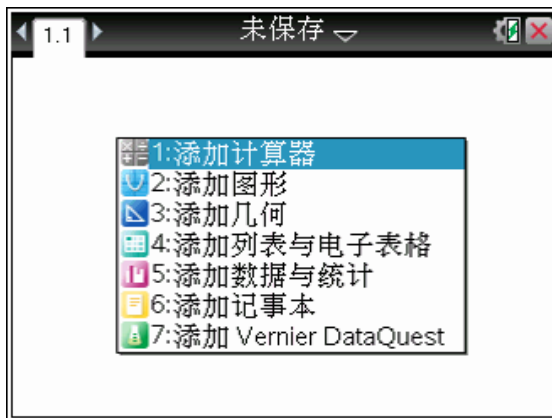 1.1 未保存
1:添加计算器
2:添加图形
3:添加几何
4:添加列表与电子表格
5:添加数据与统计
6:添加记事本
7:添加 Vernier DataQuest